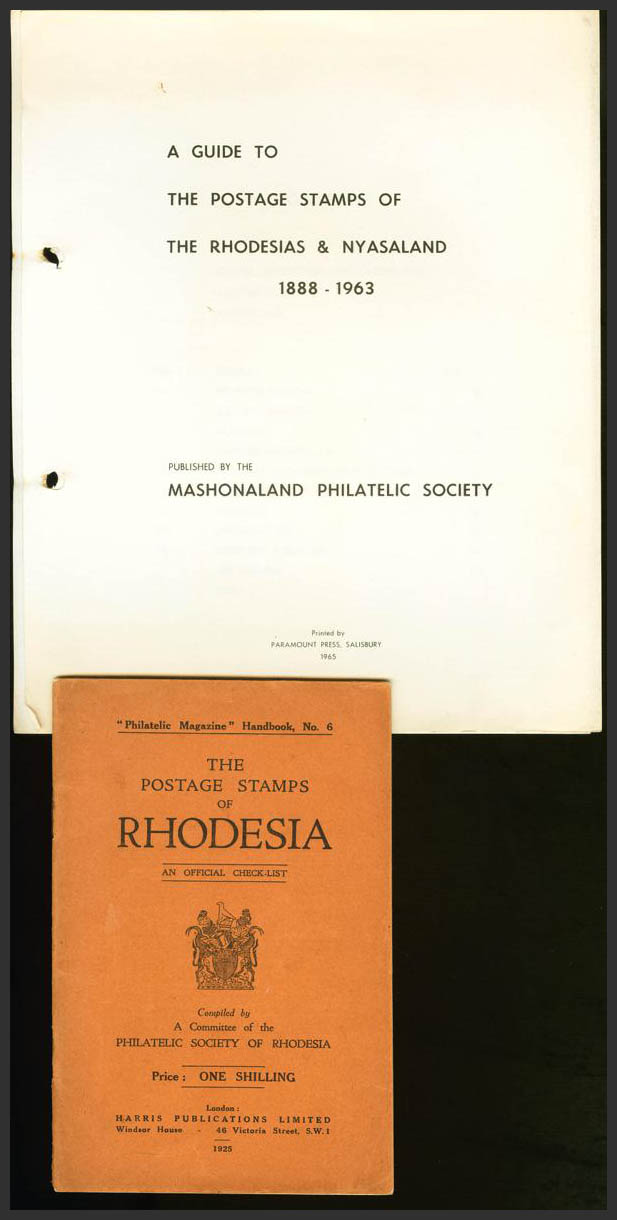 A GUIDE TO
THE POSTAGE STAMPS OF
THE RHODESIAS & NYASALAND
1888 - 1963
PUBLISHED BY THE
MASHONALAND PHILATELIC SOCIETY
Printed by
PARAMOUNT PRESS, SALISBURY
1965
"Philatelic Magazine" Handbook, No. 6
THE
POSTAGE STAMPS
OF
RHODESIA
AN OFFICIAL CHECK-LIST
Compiled by
A Committee of the
PHILATELIC SOCIETY OF RHODESIA
Price : ONE SHILLING
London :
HARRIS PUBLICATIONS LIMITED
Windsor House - 46 Victoria Street, S.W.1
1925